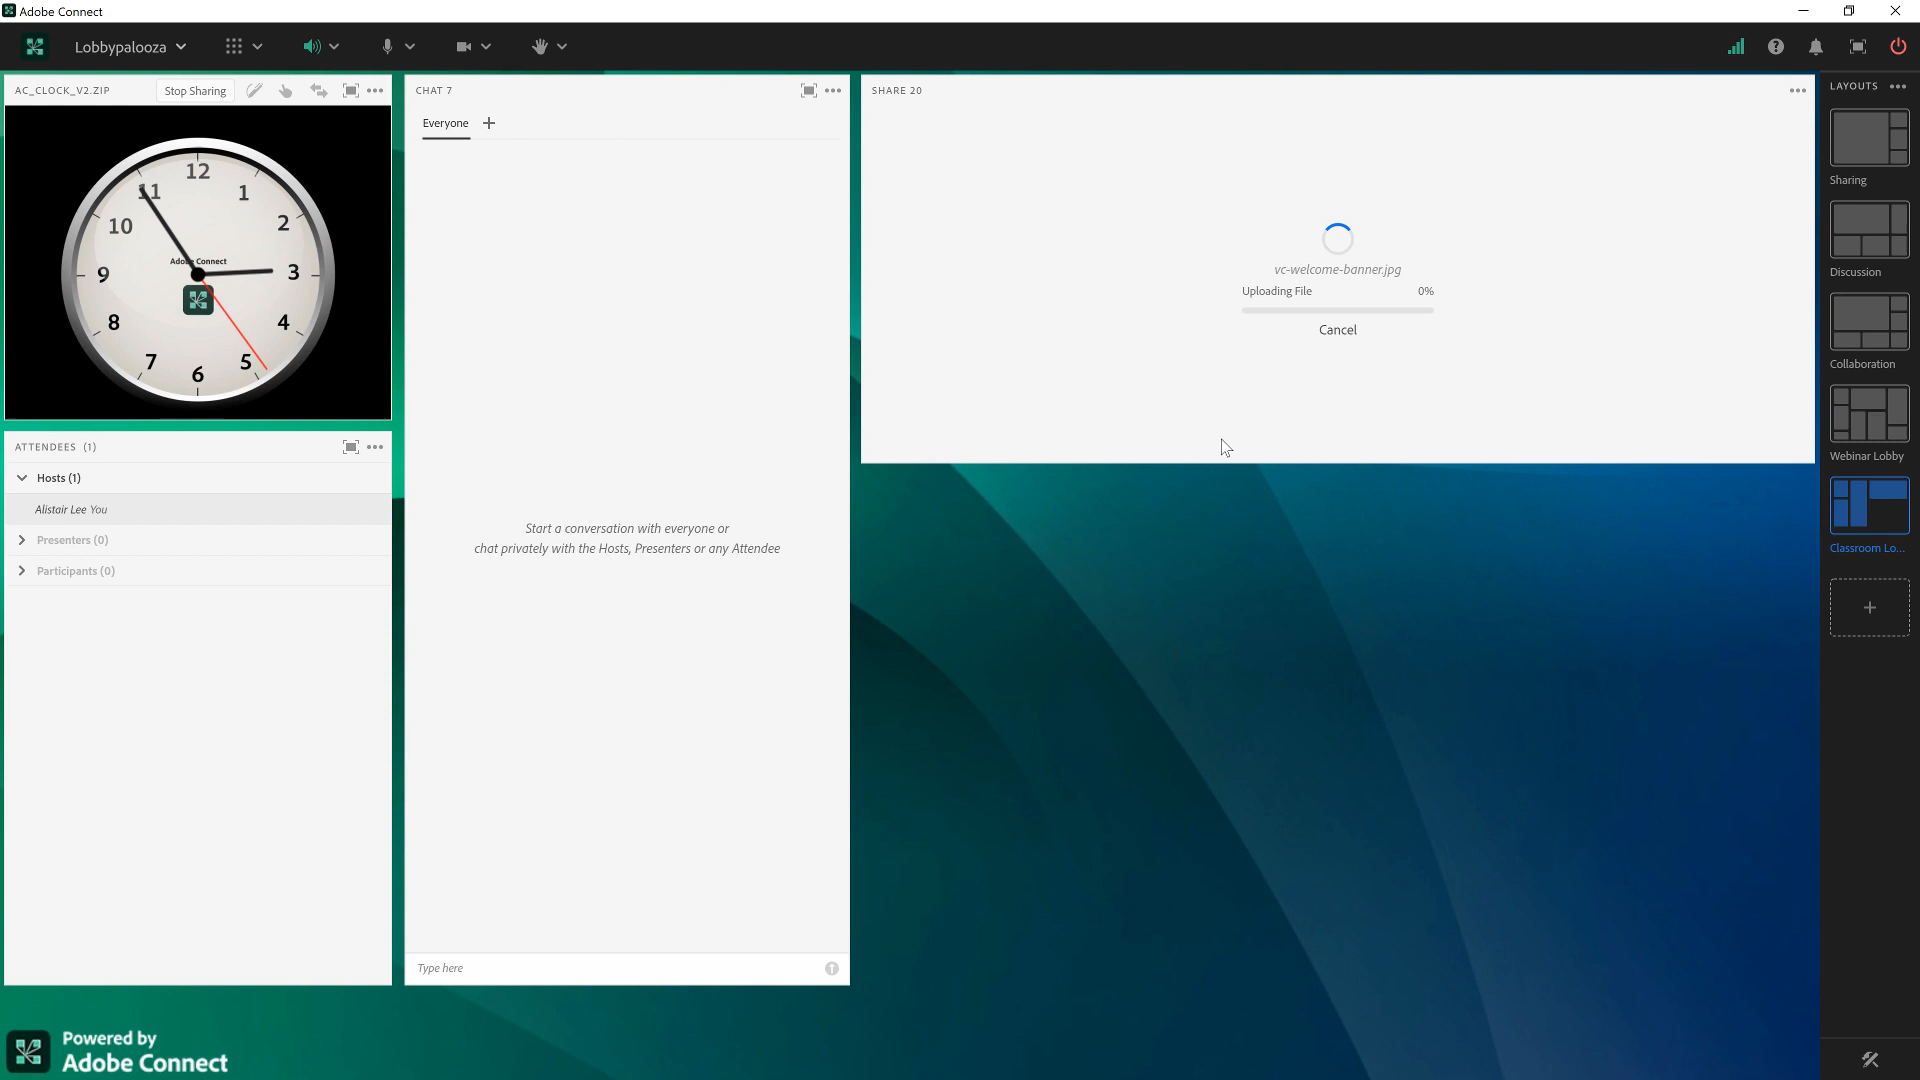 Adobe Connect
Lobbypalooza
AC_CLOCK_V2.ZIP
Stop Sharing
12
1
2
3
4
5
6
7
8
9
10
11
Adobe Connect
ATTENDEES (1)
Hosts (1)
Alistair Lee You
Presenters (0)
Participants (0)
CHAT 7
Everyone
Start a conversation with everyone or
chat privately with the Hosts, Presenters or any Attendee
Type here
SHARE 20
vc-welcome-banner.jpg
Uploading File 0%
Cancel
LAYOUTS
Sharing
Discussion
Collaboration
Webinar Lobby
Classroom Lo...
Powered by
Adobe Connect